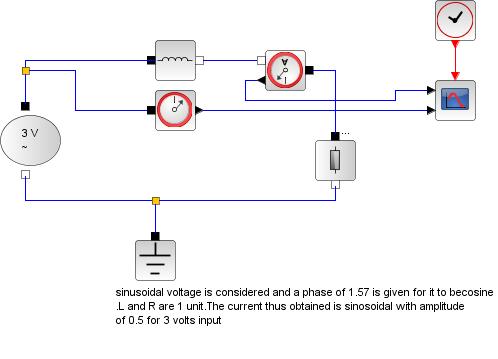 3 V
~
A
...
sinusoidal voltage is considered and a phase of 1.57 is given for it to becosine
.L and R are 1 unit.The current thus obtained is sinosoidal with amplitude
of 0.5 for 3 volts input